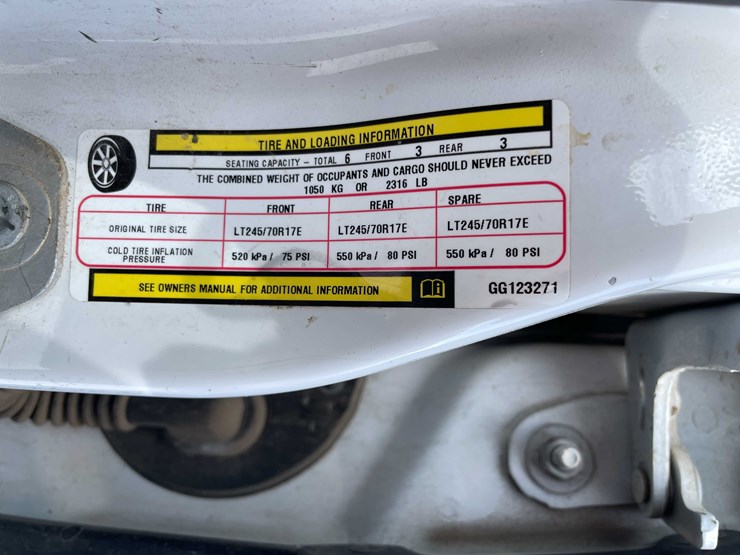 TIRE AND LOADING INFORMATION
SEATING CAPACITY - TOTAL 6 FRONT 3 REAR 3
THE COMBINED WEIGHT OF OCCUPANTS AND CARGO SHOULD NEVER EXCEED
1050 KG OR 2316 LB
TIRE FRONT REAR SPARE
ORIGINAL TIRE SIZE LT245/70R17E LT245/70R17E LT245/70R17E
COLD TIRE INFLATION PRESSURE 520 kPa / 75 PSI 550 kPa / 80 PSI 550 kPa / 80 PSI
SEE OWNERS MANUAL FOR ADDITIONAL INFORMATION GG123271